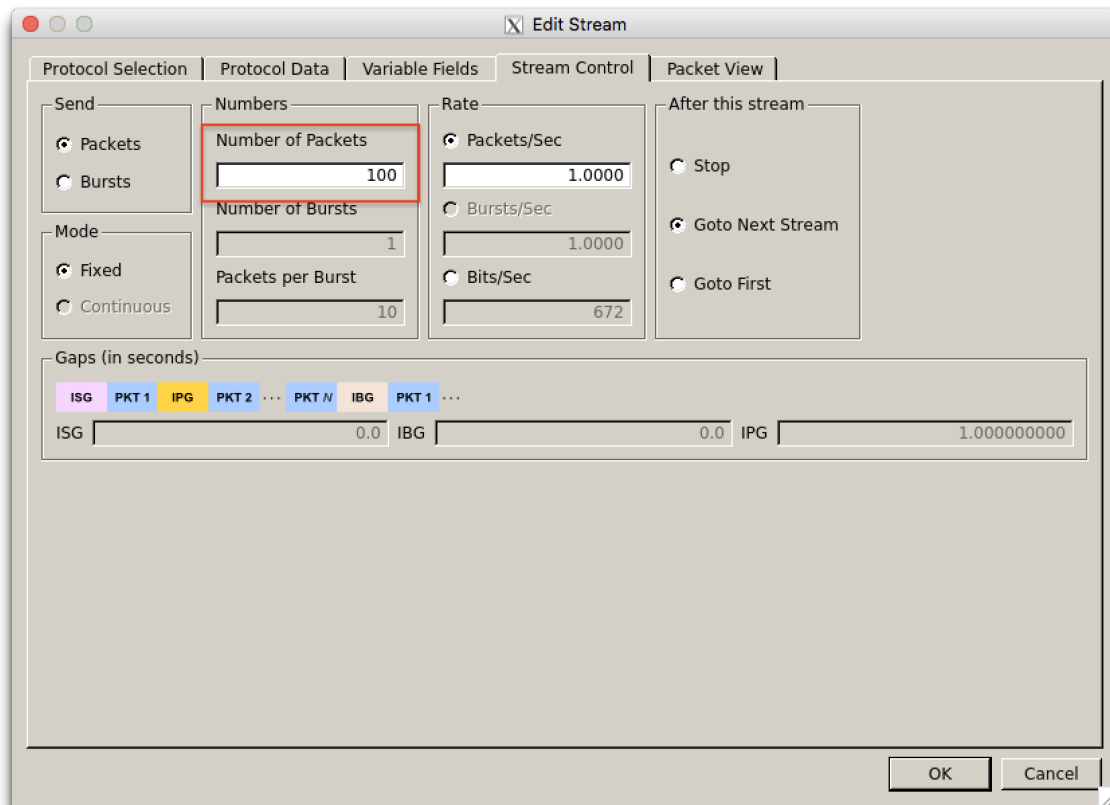 X Edit Stream
Protocol Selection
Protocol Data
Variable Fields
Stream Control
Packet View
Send
Packets
Bursts
Mode
Fixed
Continuous
Numbers
Number of Packets
100
Number of Bursts
1
Packets per Burst
10
Rate
Packets/Sec
1.0000
Bursts/Sec
1.0000
Bits/Sec
672
After this stream
Stop
Goto Next Stream
Goto First
Gaps (in seconds)
ISG PKT 1 IPG PKT 2 ··· PKT N IBG PKT 1 ···
ISG 0.0 IBG 0.0 IPG 1.000000000
OK Cancel